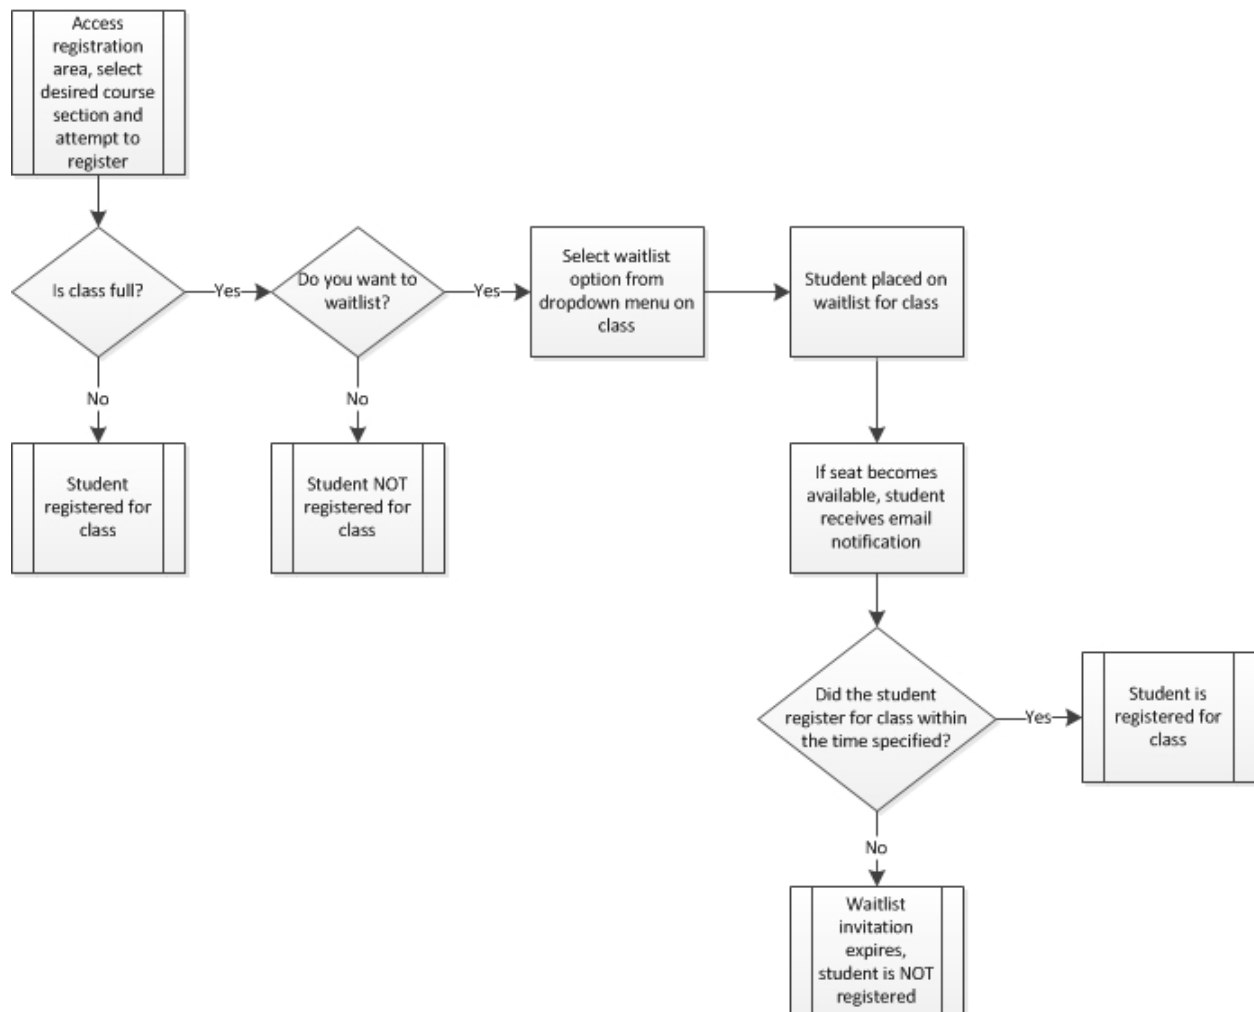 Access
registration
area, select
desired course
section and
attempt to
register
Is class full?
Yes
Do you want to
waitlist?
Yes
Select waitlist
option from
dropdown menu on
class
Student placed on
waitlist for class
No
No
Student
registered for
class
Student NOT
registered for
class
If seat becomes
available, student
receives email
notification
Did the student
register for class within
the time specified?
Yes
Student is
registered for
class
No
Waitlist
invitation
expires,
student is NOT
registered